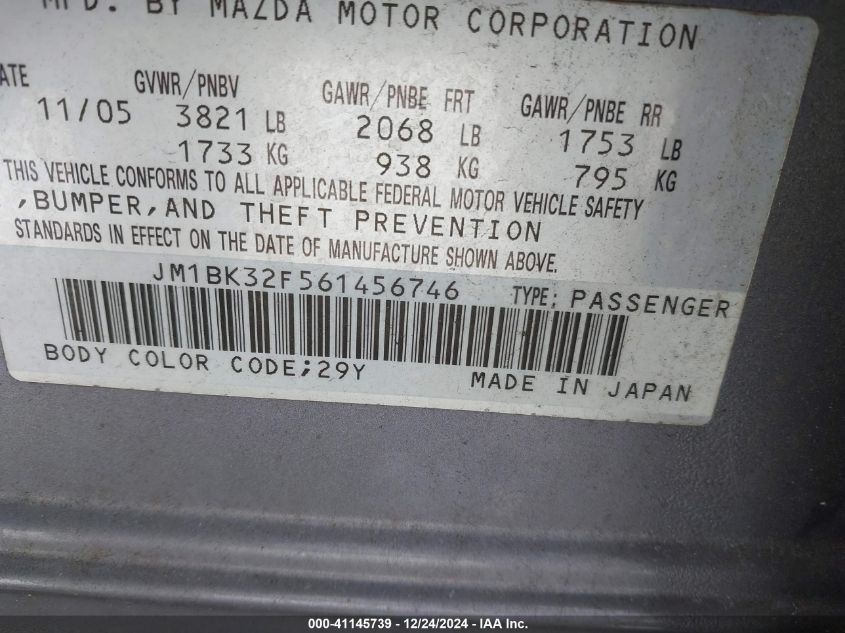 MFD. BY MAZDA MOTOR CORPORATION
ATE GVWR/PNBV GAWR/PNBE FRT GAWR/PNBE RR
11/05 3821 LB 2068 LB 1753 LB
1733 KG 938 KG 795 KG
THIS VEHICLE CONFORMS TO ALL APPLICABLE FEDERAL MOTOR VEHICLE SAFETY
,BUMPER,AND THEFT PREVENTION
STANDARDS IN EFFECT ON THE DATE OF MANUFACTURE SHOWN ABOVE.
JM1BK32F561456746 TYPE: PASSENGER
BODY COLOR CODE;29Y MADE IN JAPAN
000-41145739 - 12/24/2024 - IAA Inc.